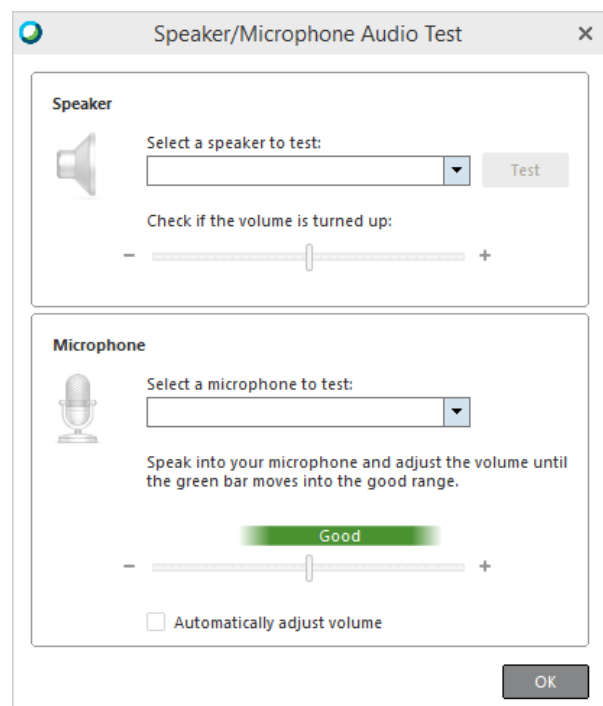 Speaker/Microphone Audio Test
Speaker
Select a speaker to test:
Test
Check if the volume is turned up:
− +
Microphone
Select a microphone to test:
Speak into your microphone and adjust the volume until
the green bar moves into the good range.
Good
− +
Automatically adjust volume
OK